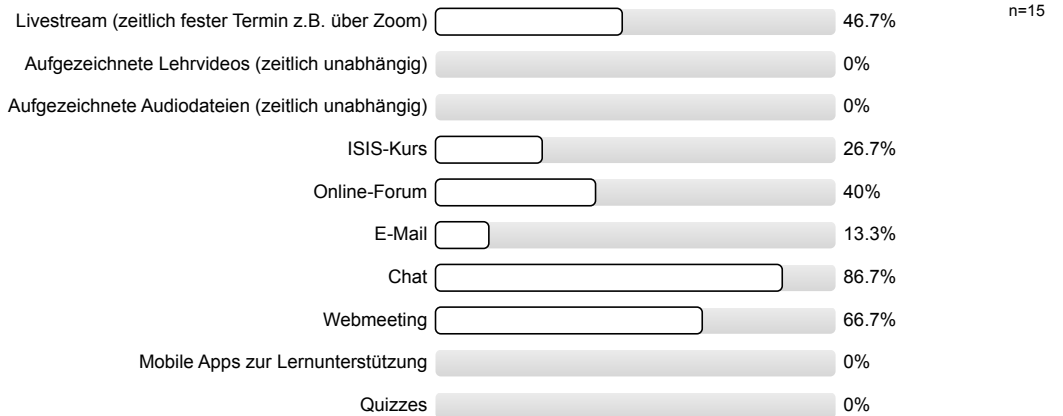 Livestream (zeitlich fester Termin z.B. über Zoom) 46.7% n=15
Aufgezeichnete Lehrvideos (zeitlich unabhängig) 0%
Aufgezeichnete Audiodateien (zeitlich unabhängig) 0%
ISIS-Kurs 26.7%
Online-Forum 40%
E-Mail 13.3%
Chat 86.7%
Webmeeting 66.7%
Mobile Apps zur Lernunterstützung 0%
Quizzes 0%